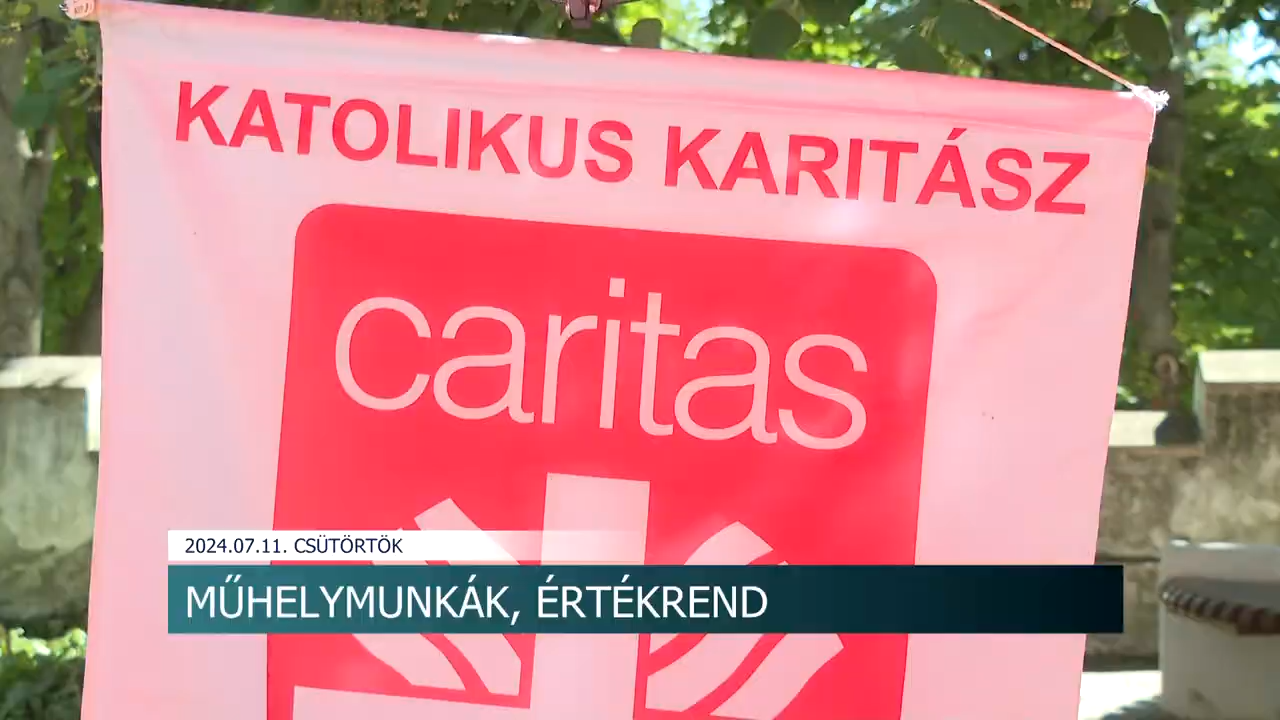 KATOLIKUS KARITÁSZ
caritas
2024.07.11. CSÜTÖRTÖK
MŰHELYMUNKÁK, ÉRTÉKREND